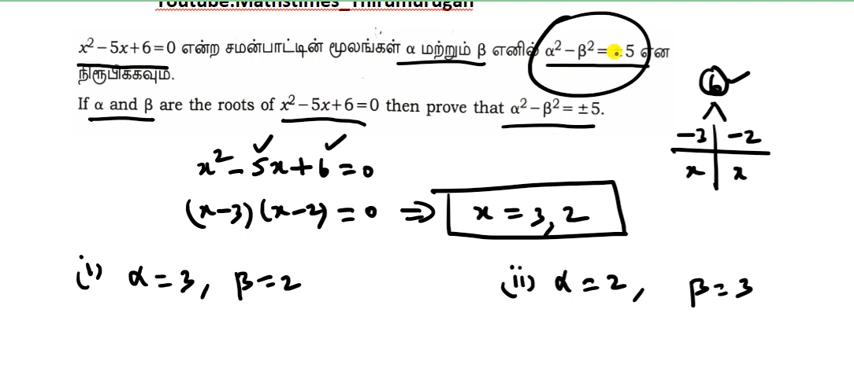 Youtube:Mathstimes_Thirumurugan
x² – 5x + 6 = 0 என்ற சமன்பாட்டின் மூலங்கள் α மற்றும் β எனில் α² – β² = 5 என
நிரூபிக்கவும்.
If α and β are the roots of x² – 5x + 6 = 0 then prove that α² – β² = ± 5.
6
-3 | -2
x | x
x² - 5x + 6 = 0
(x-3)(x-2) = 0 ⇒ x = 3, 2
(i) α = 3, β = 2
(ii) α = 2, β = 3